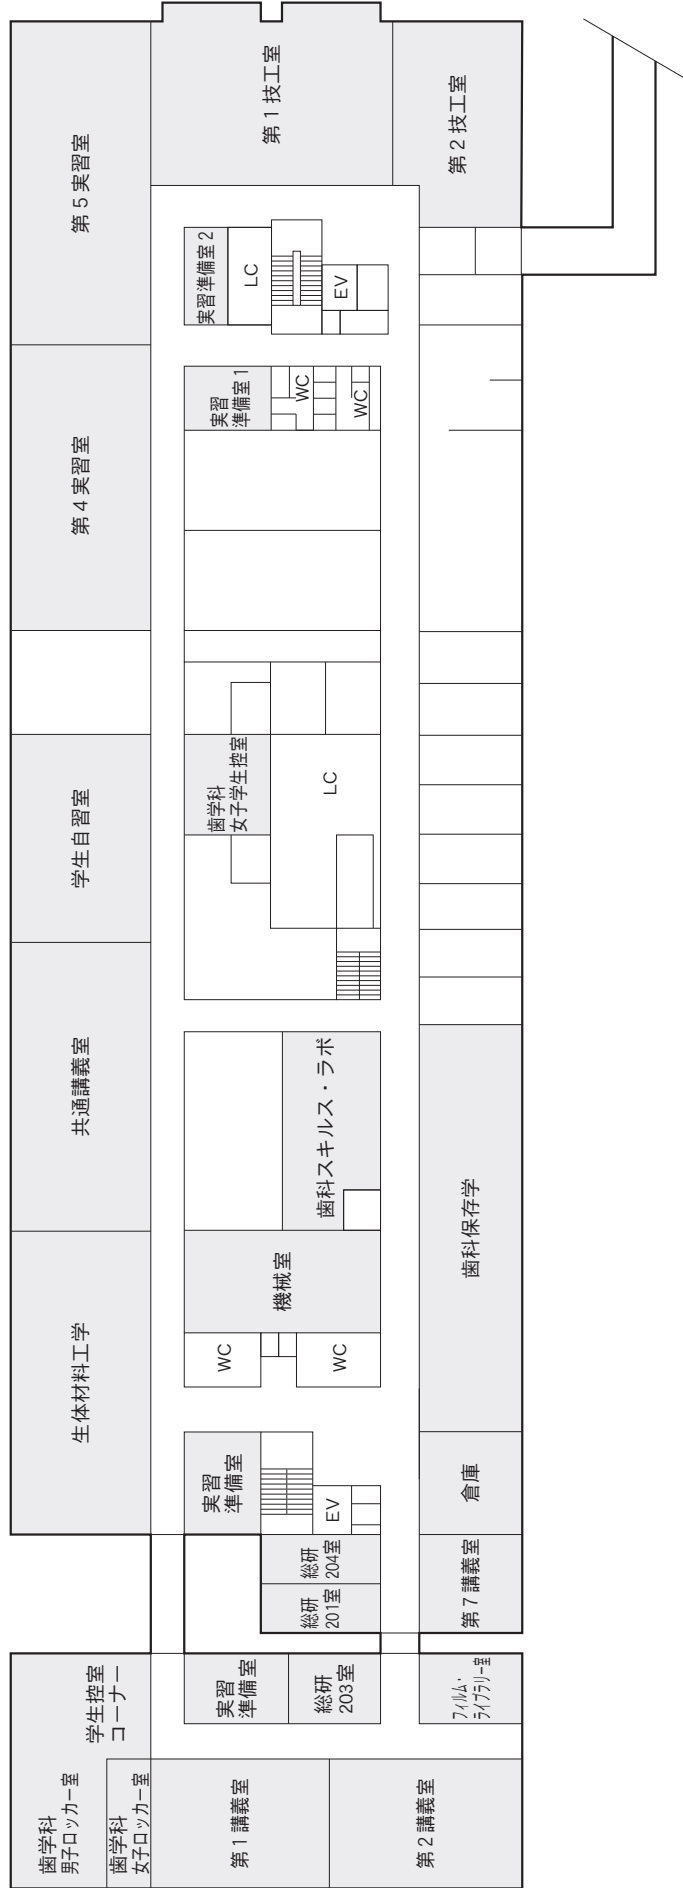 第5実習室
第1技工室
第2技工室
実習準備室2
LC
EV
第4実習室
実習
準備室1
WC
WC
学生自習室
歯学科
女子学生控室
LC
共通講義室
歯科スキルス・ラボ
歯科保存学
生体材料工学
機械室
WC
WC
実習
準備室
EV
倉庫
総研
204室
総研
201室
第7講義室
学生控室
コーナー
実習
準備室
総研
203室
フィルム・
ライブラリー室
歯学科
男子ロッカー室
歯学科
女子ロッカー室
第1講義室
第2講義室